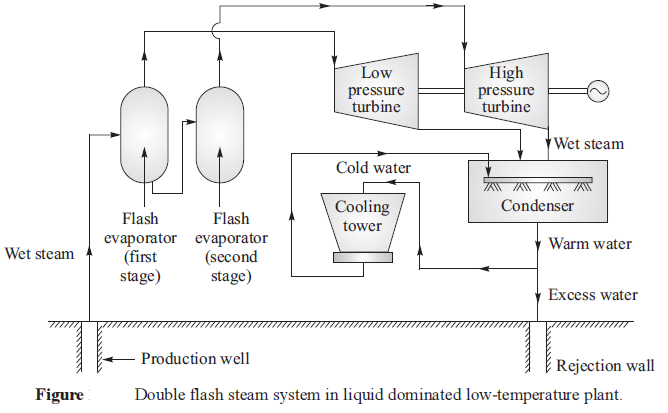 Low
pressure
turbine
High
pressure
turbine
Wet steam
Cold water
Condenser
Cooling
tower
Flash
evaporator
(first
stage)
Flash
evaporator
(second
stage)
Wet steam
Warm water
Excess water
Production well
Rejection wall
Figure
Double flash steam system in liquid dominated low-temperature plant.